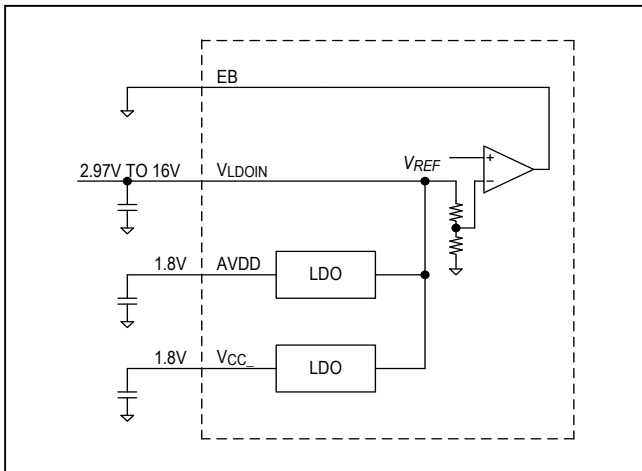 EB
2.97V TO 16V VLDOIN
VREF
+
−
1.8V AVDD
LDO
1.8V VCC_
LDO